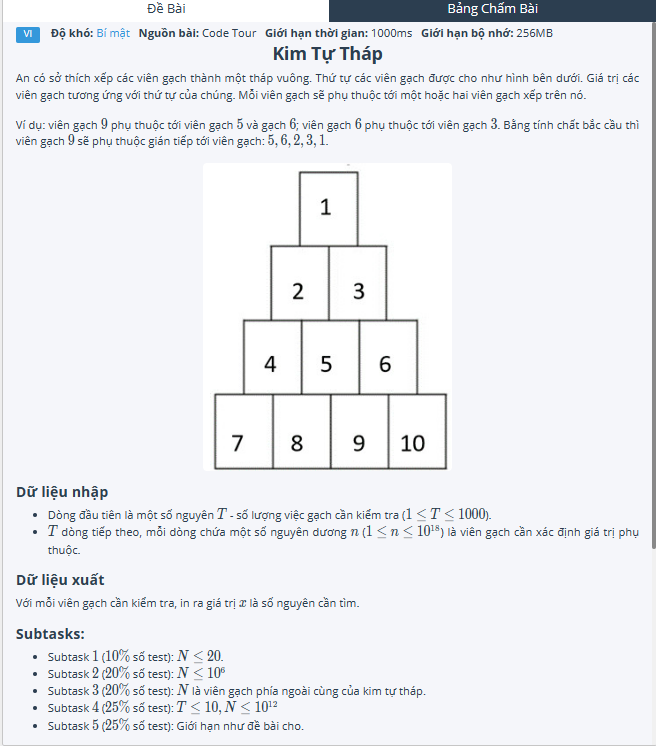 Đề Bài Bảng Chấm Bài
VI Độ khó: Bí mật Nguồn bài: Code Tour Giới hạn thời gian: 1000ms Giới hạn bộ nhớ: 256MB
Kim Tự Tháp
An có sở thích xếp các viên gạch thành một tháp vuông. Thứ tự các viên gạch được cho như hình bên dưới. Giá trị các
viên gạch tương ứng với thứ tự của chúng. Mỗi viên gạch sẽ phụ thuộc tới một hoặc hai viên gạch xếp trên nó.
Ví dụ: viên gạch 9 phụ thuộc tới viên gạch 5 và gạch 6; viên gạch 6 phụ thuộc tới viên gạch 3. Bằng tính chất bắc cầu thì
viên gạch 9 sẽ phụ thuộc gián tiếp tới viên gạch: 5, 6, 2, 3, 1.
1
2 3
4 5 6
7 8 9 10
Dữ liệu nhập
• Dòng đầu tiên là một số nguyên T - số lượng việc gạch cần kiểm tra (1 ≤ T ≤ 1000).
• T dòng tiếp theo, mỗi dòng chứa một số nguyên dương n (1 ≤ n ≤ 10^18) là viên gạch cần xác định giá trị phụ
thuộc.
Dữ liệu xuất
Với mỗi viên gạch cần kiểm tra, in ra giá trị x là số nguyên cần tìm.
Subtasks:
• Subtask 1 (10% số test): N ≤ 20.
• Subtask 2 (20% số test): N ≤ 10^6
• Subtask 3 (20% số test): N là viên gạch phía ngoài cùng của kim tự tháp.
• Subtask 4 (25% số test): T ≤ 10, N ≤ 10^12
• Subtask 5 (25% số test): Giới hạn như đề bài cho.